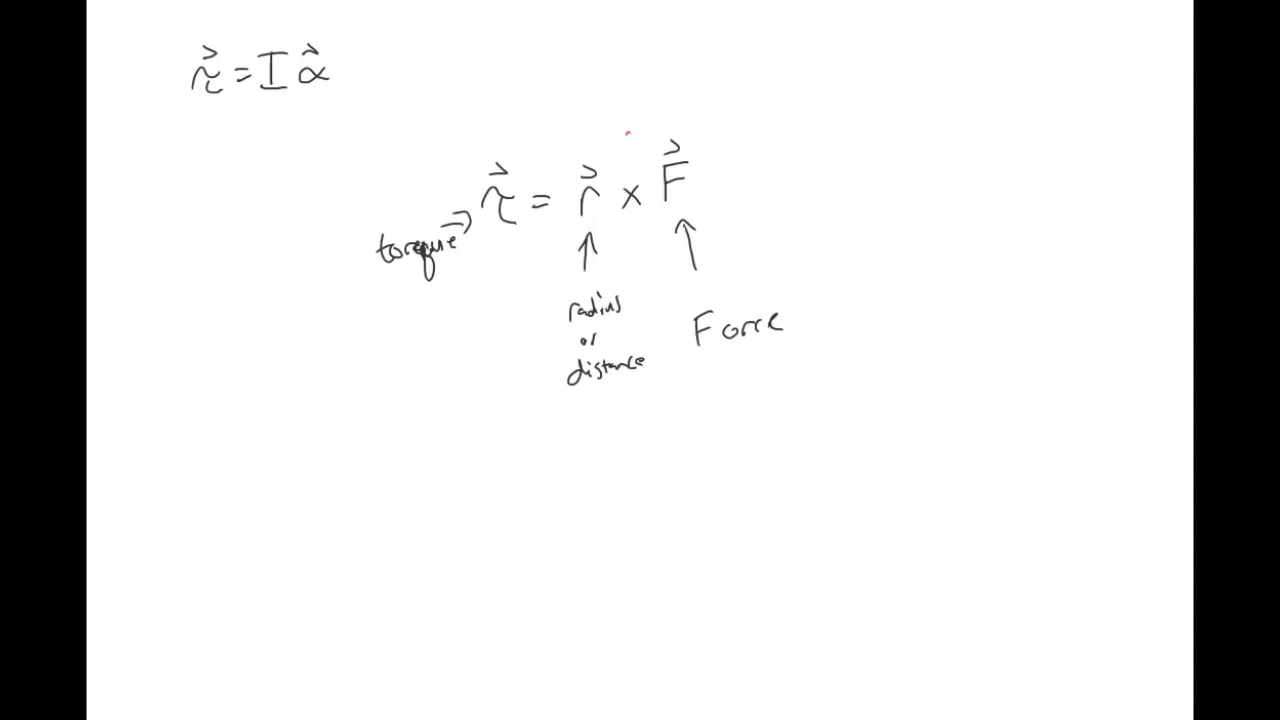 τ⃗ = I α⃗
τ⃗ = r⃗ × F⃗
torque
radius
or
distance
Force